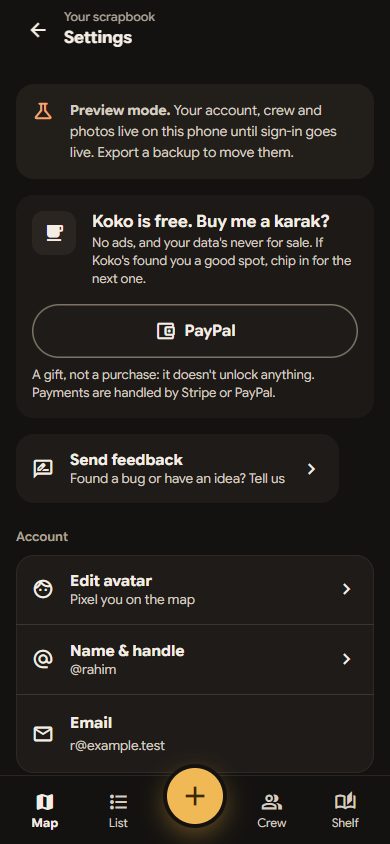 Your scrapbook
Settings
Preview mode. Your account, crew and
photos live on this phone until sign-in goes
live. Export a backup to move them.
Koko is free. Buy me a karak?
No ads, and your data's never for sale. If
Koko's found you a good spot, chip in for the
next one.
PayPal
A gift, not a purchase: it doesn't unlock anything.
Payments are handled by Stripe or PayPal.
Send feedback
Found a bug or have an idea? Tell us
Account
Edit avatar
Pixel you on the map
Name & handle
@rahim
Email
r@example.test
Map
List
Crew
Shelf